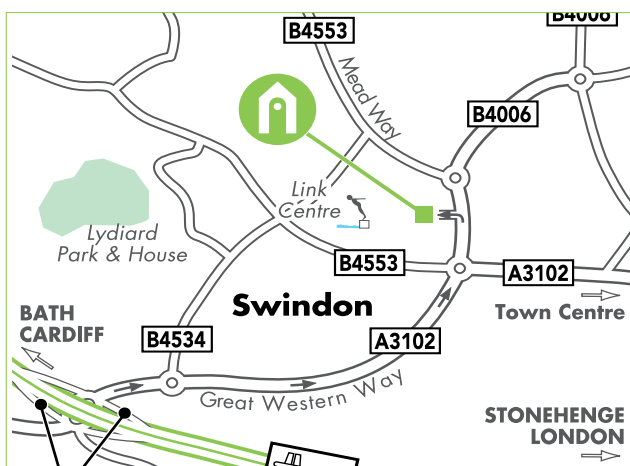 B4006
B4553
Mead Way
B4006
Link
Centre
Lydiard
Park & House
B4553
A3102
Swindon
Town Centre
BATH
CARDIFF
B4534
A3102
Great Western Way
STONEHENGE
LONDON